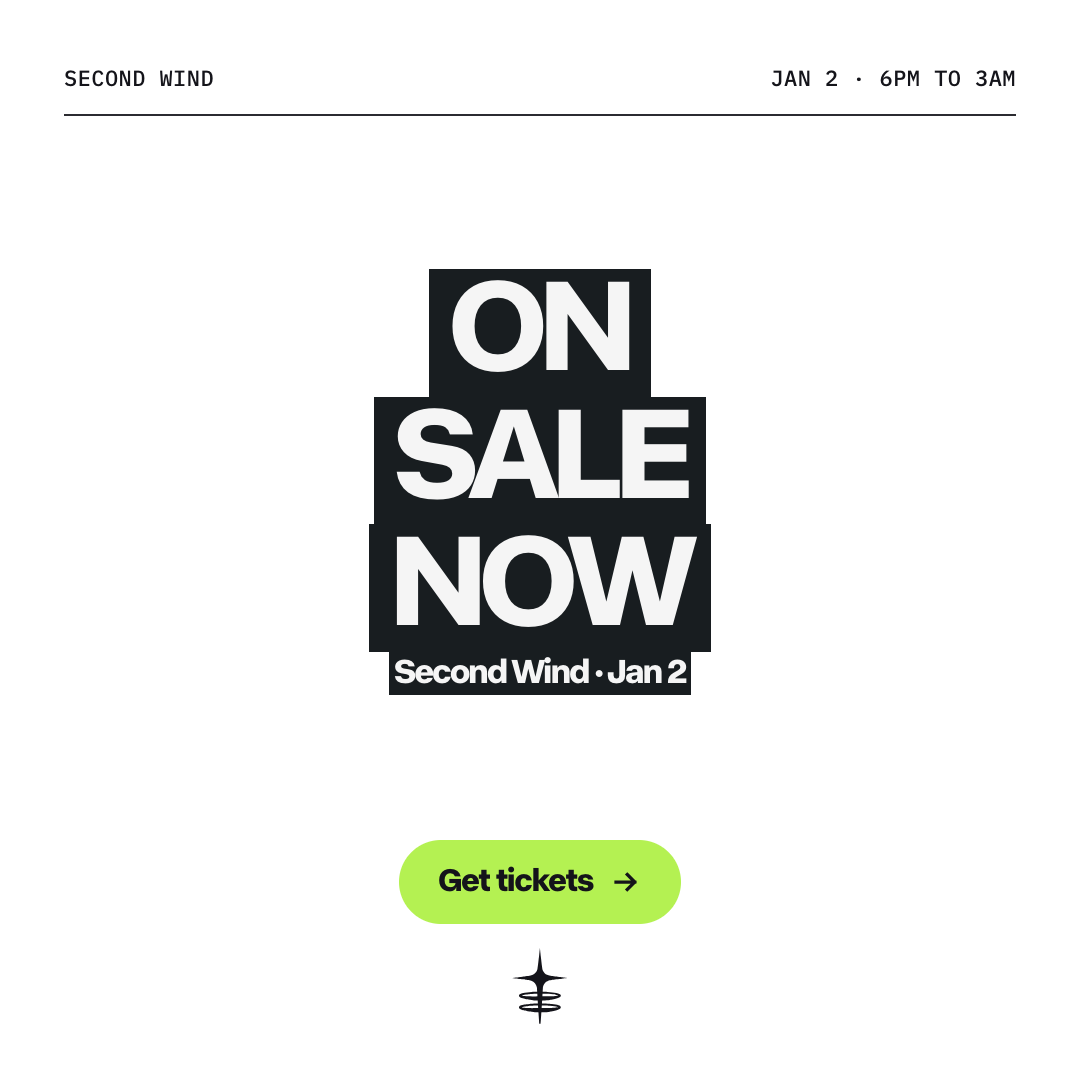 SECOND WIND
JAN 2 · 6PM TO 3AM
ON
SALE
NOW
Second Wind · Jan 2
Get tickets →